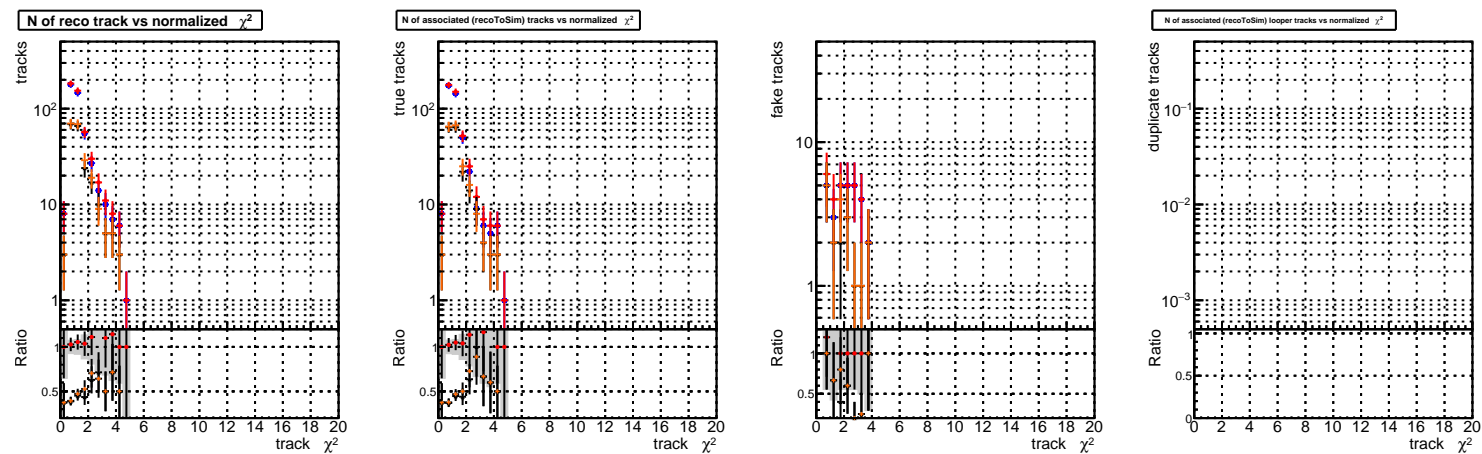 N of reco track vs normalized χ²
tracks
10²
10
1
Ratio
1
0.5
0 2 4 6 8 10 12 14 16 18 20
track χ²
N of associated (recoToSim) tracks vs normalized χ²
true tracks
10²
10
1
Ratio
1
0.5
0 2 4 6 8 10 12 14 16 18 20
track χ²
fake tracks
10
1
Ratio
1
0.5
0 2 4 6 8 10 12 14 16 18 20
track χ²
N of associated (recoToSim) looper tracks vs normalized χ²
duplicate tracks
10⁻¹
10⁻²
10⁻³
Ratio
1
0.5
0
0 2 4 6 8 10 12 14 16 18 20
track χ²